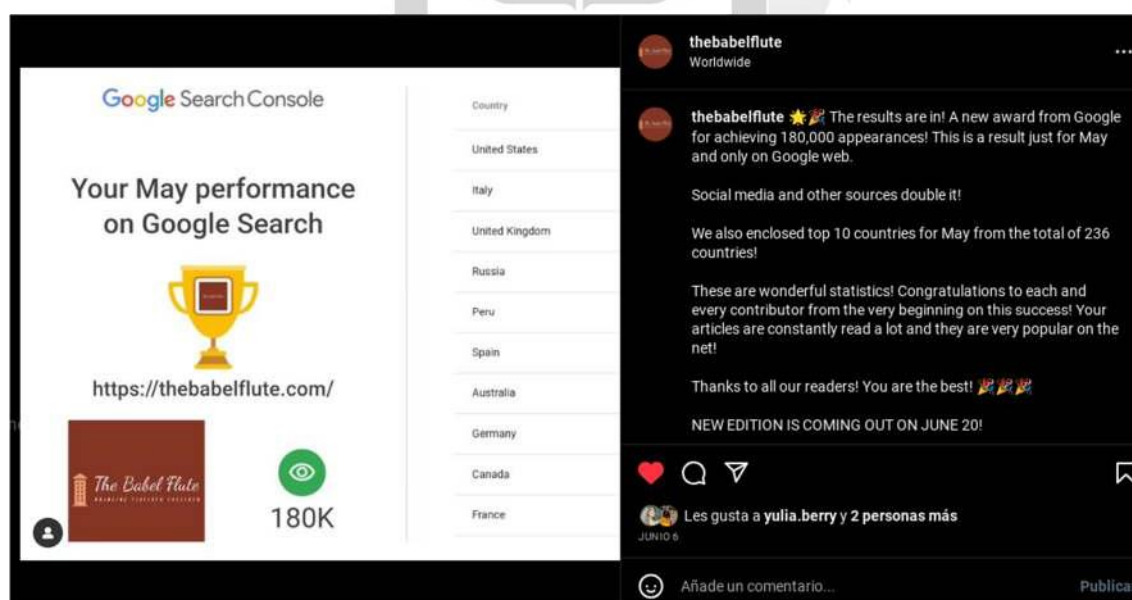 Google Search Console
Your May performance
on Google Search
https://thebabelflute.com/
The Babel Flute
180K
Country
United States
Italy
United Kingdom
Russia
Peru
Spain
Australia
Germany
Canada
France
thebabelflute
Worldwide
thebabelflute 🌟🎉 The results are in! A new award from Google
for achieving 180,000 appearances! This is a result just for May
and only on Google web.
Social media and other sources double it!
We also enclosed top 10 countries for May from the total of 236
countries!
These are wonderful statistics! Congratulations to each and
every contributor from the very beginning on this success! Your
articles are constantly read a lot and they are very popular on the
net!
Thanks to all our readers! You are the best! 🎉🎉🎉
NEW EDITION IS COMING OUT ON JUNE 20!
Les gusta a yulia.berry y 2 personas más
JUNIO 6
Añade un comentario...
Publica